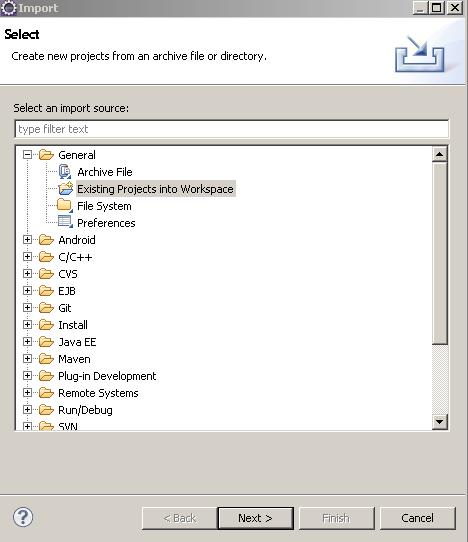 Import
Select
Create new projects from an archive file or directory.
Select an import source:
type filter text
General
Archive File
Existing Projects into Workspace
File System
Preferences
Android
C/C++
CVS
EJB
Git
Install
Java EE
Maven
Plug-in Development
Remote Systems
Run/Debug
SVN
? < Back Next > Finish Cancel